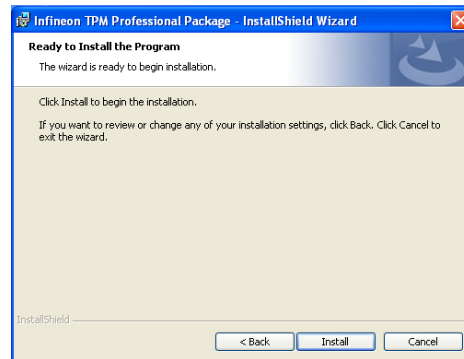 Infineon TPM Professional Package - InstallShield Wizard
Ready to Install the Program
The wizard is ready to begin installation.
Click Install to begin the installation.
If you want to review or change any of your installation settings, click Back. Click Cancel to
exit the wizard.
InstallShield
< Back Install Cancel